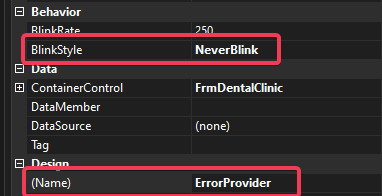 Behavior
BlinkRate 250
BlinkStyle NeverBlink
Data
ContainerControl FrmDentalClinic
DataMember
DataSource (none)
Tag
Design
(Name) ErrorProvider